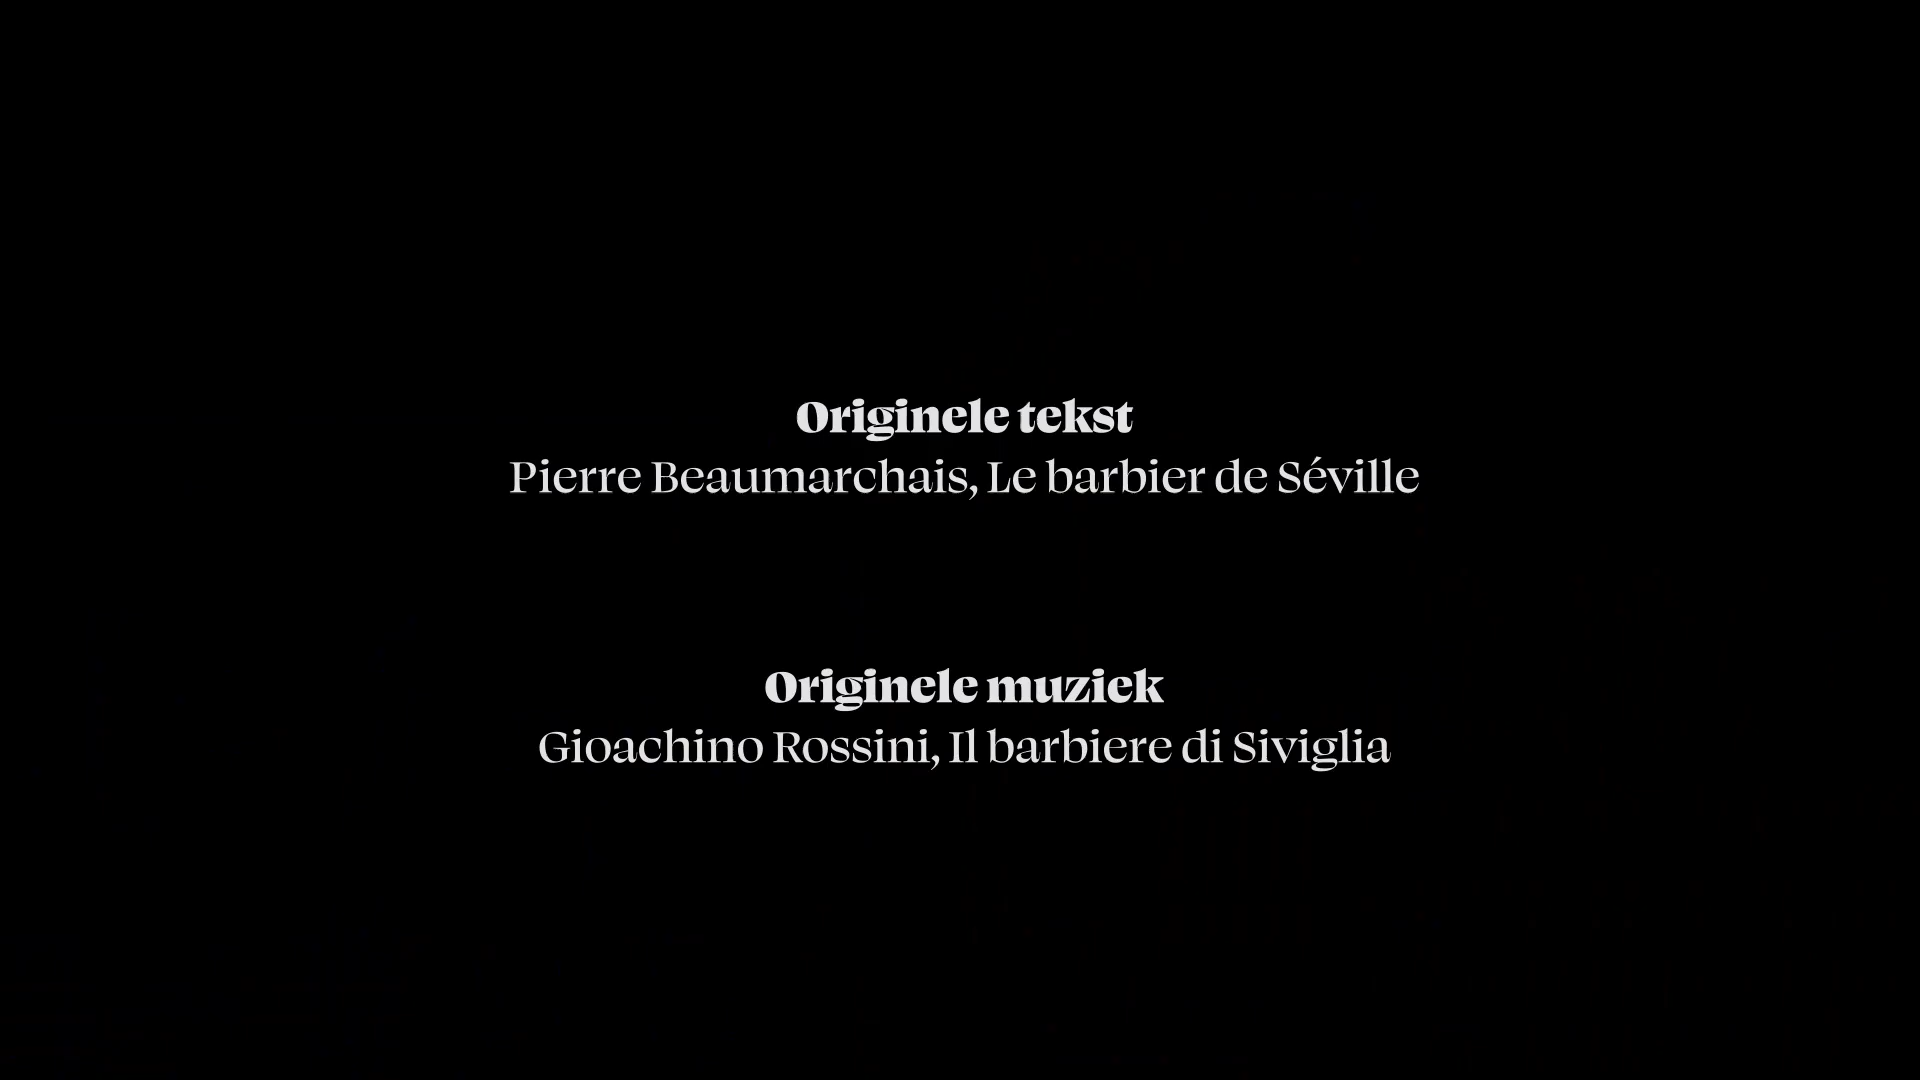 Originele tekst
Pierre Beaumarchais, Le barbier de Séville
Originele muziek
Gioachino Rossini, Il barbiere di Siviglia